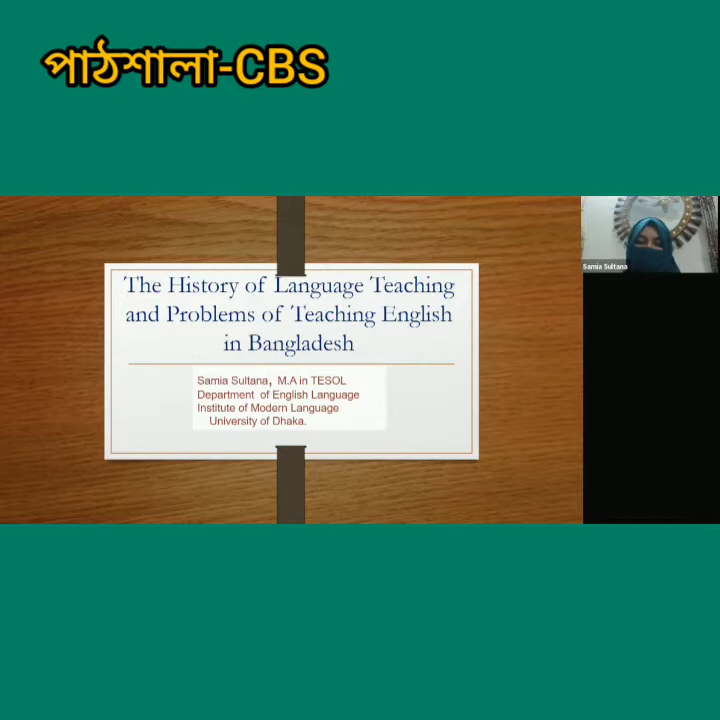 পাঠশালা-CBS
The History of Language Teaching
and Problems of Teaching English
in Bangladesh
Samia Sultana, M.A in TESOL
Department of English Language
Institute of Modern Language
University of Dhaka.
Samia Sultana